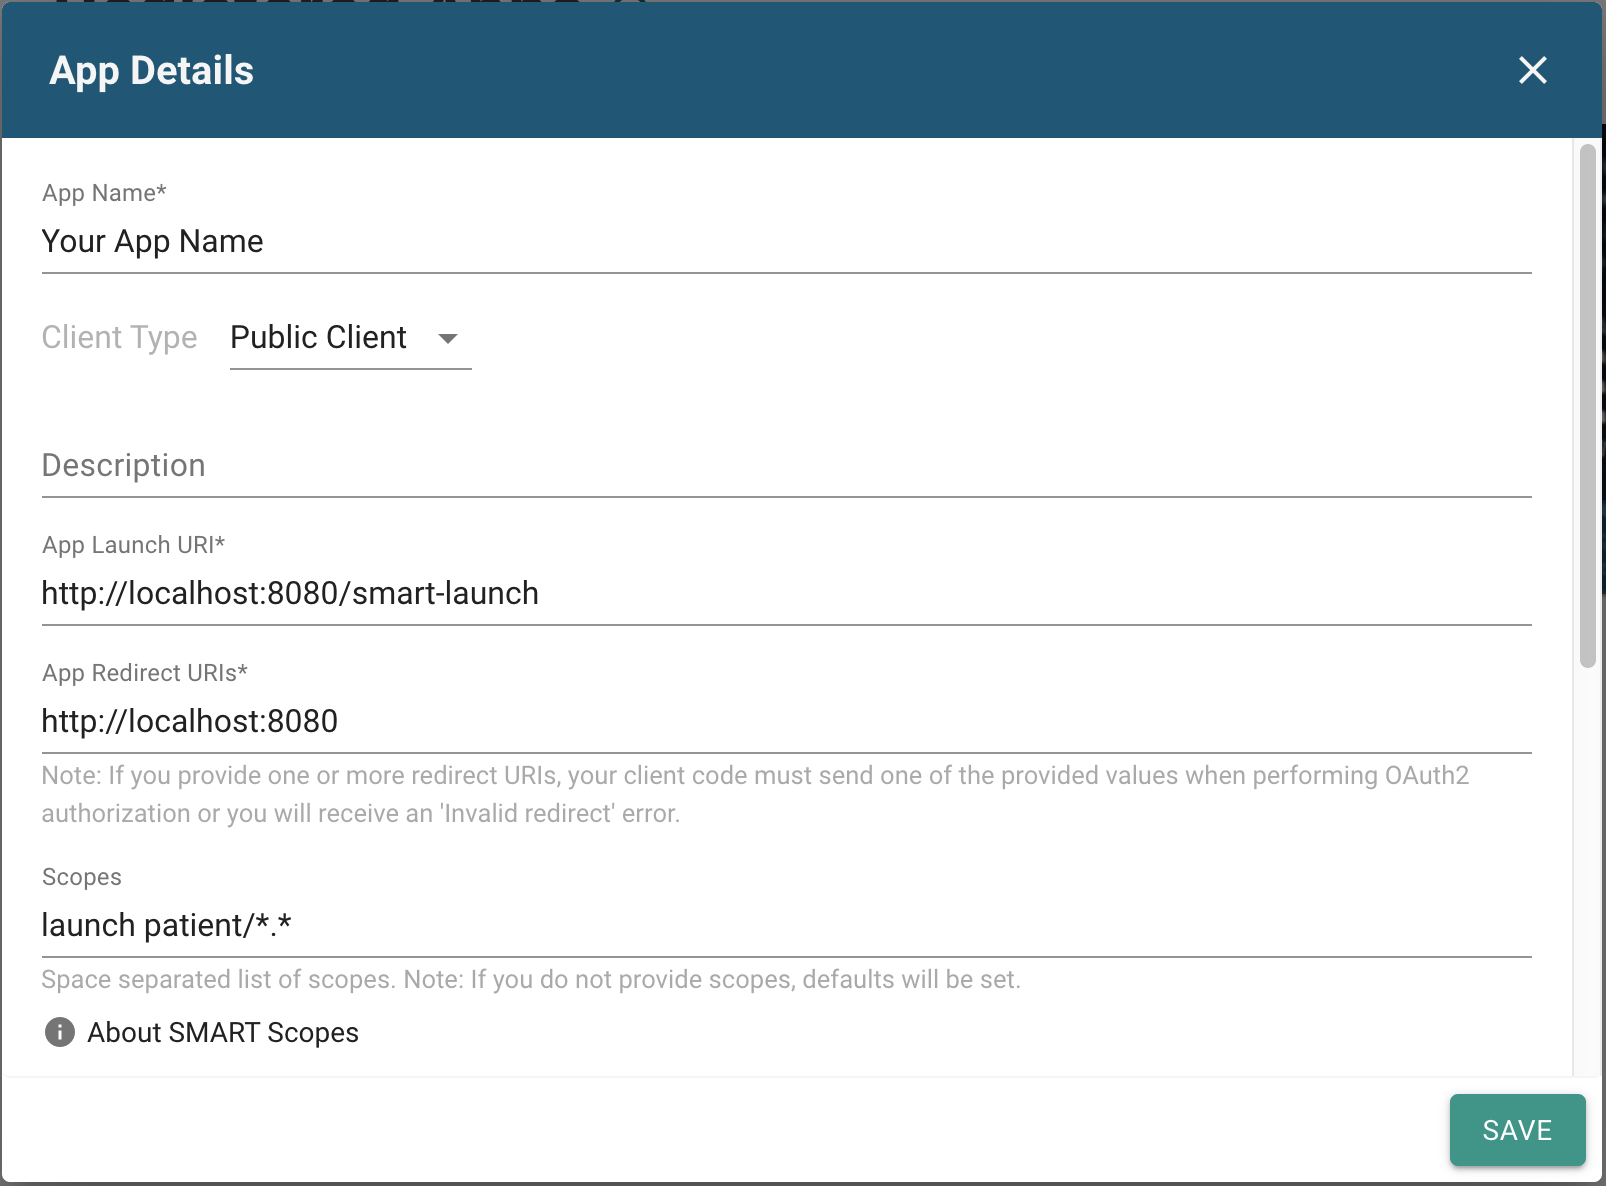 App Details
App Name*
Your App Name
Client Type Public Client
Description
App Launch URI*
http://localhost:8080/smart-launch
App Redirect URIs*
http://localhost:8080
Note: If you provide one or more redirect URIs, your client code must send one of the provided values when performing OAuth2
authorization or you will receive an 'Invalid redirect' error.
Scopes
launch patient/*.*
Space separated list of scopes. Note: If you do not provide scopes, defaults will be set.
About SMART Scopes
SAVE